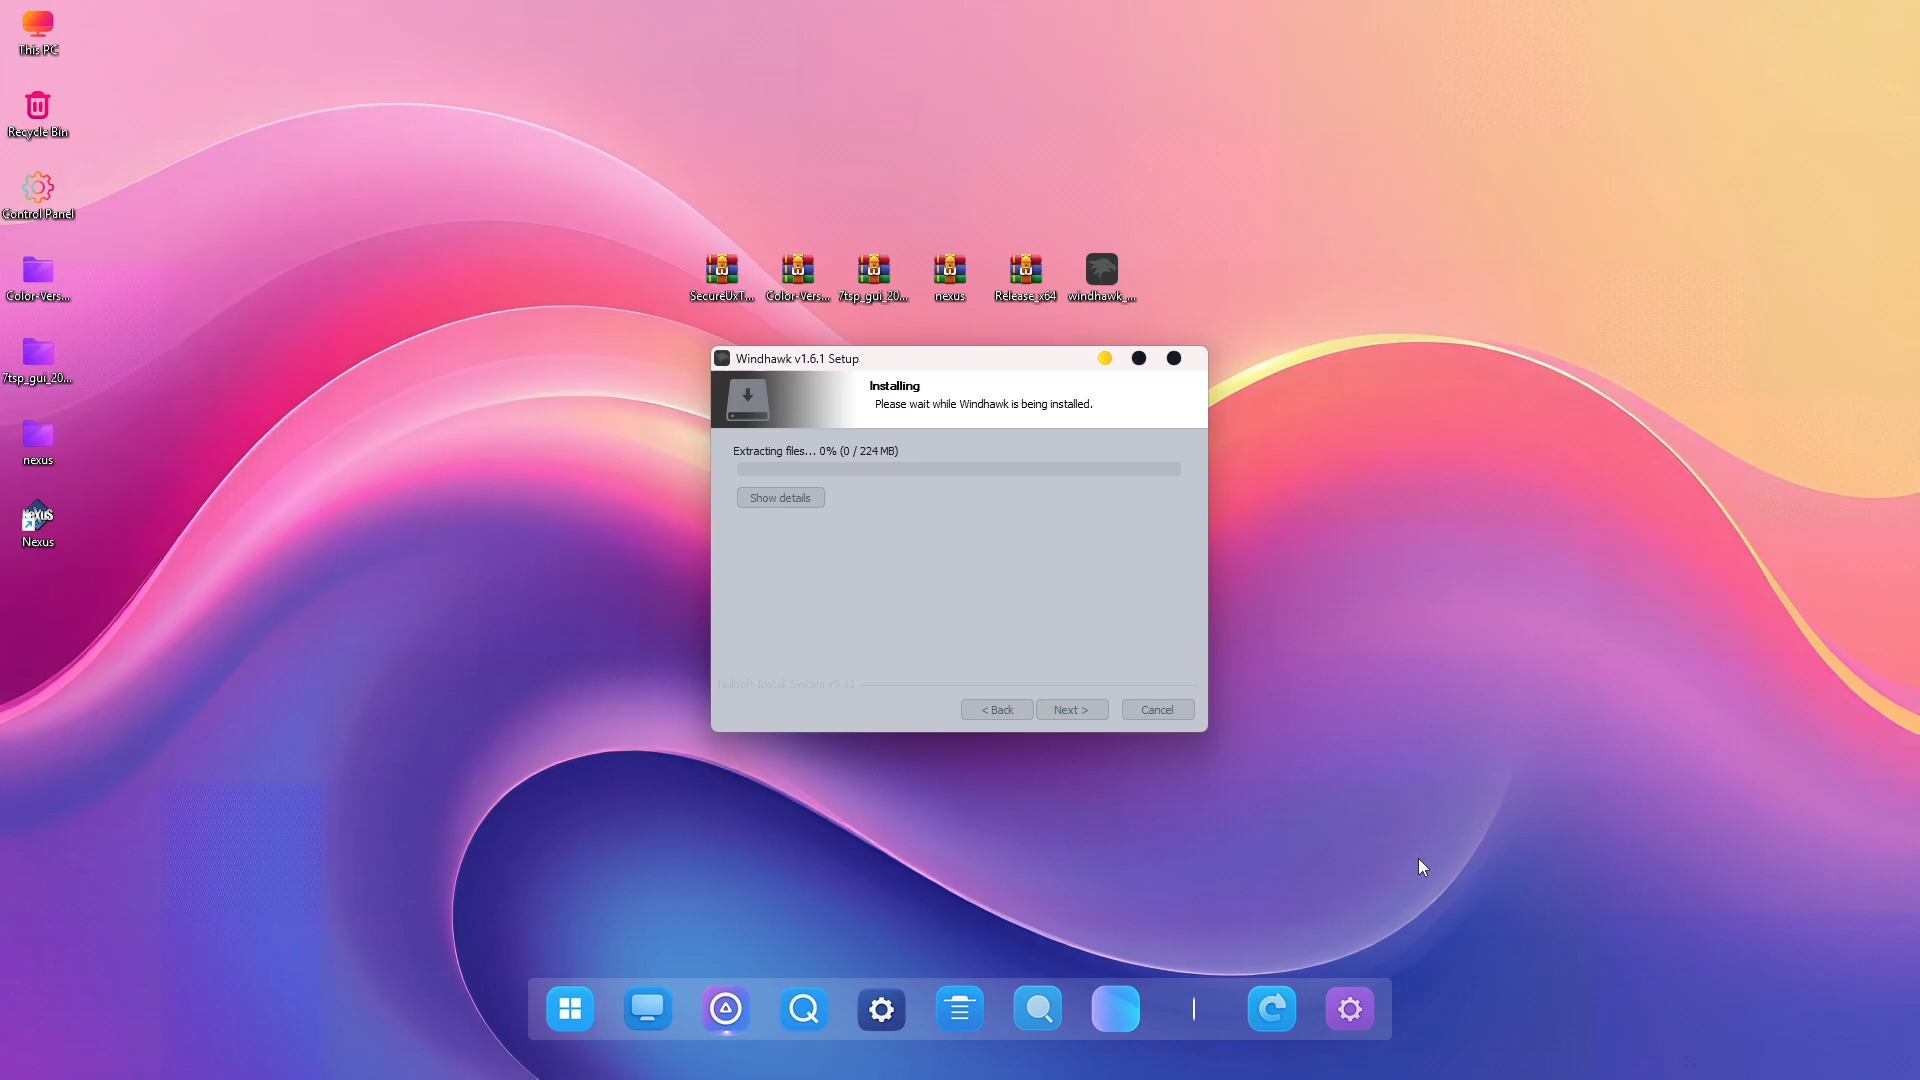 This PC
Recycle Bin
Control Panel
Color-Vers...
7tsp_gui_20...
nexus
NeXuS
Nexus
SecureUxT...
Color-Vers...
7tsp_gui_20...
nexus
Release_x64
windhawk_...
Windhawk v1.6.1 Setup
Installing
Please wait while Windhawk is being installed.
Extracting files... 0% (0 / 224 MB)
Show details
Nullsoft Install System v3.11
< Back
Next >
Cancel